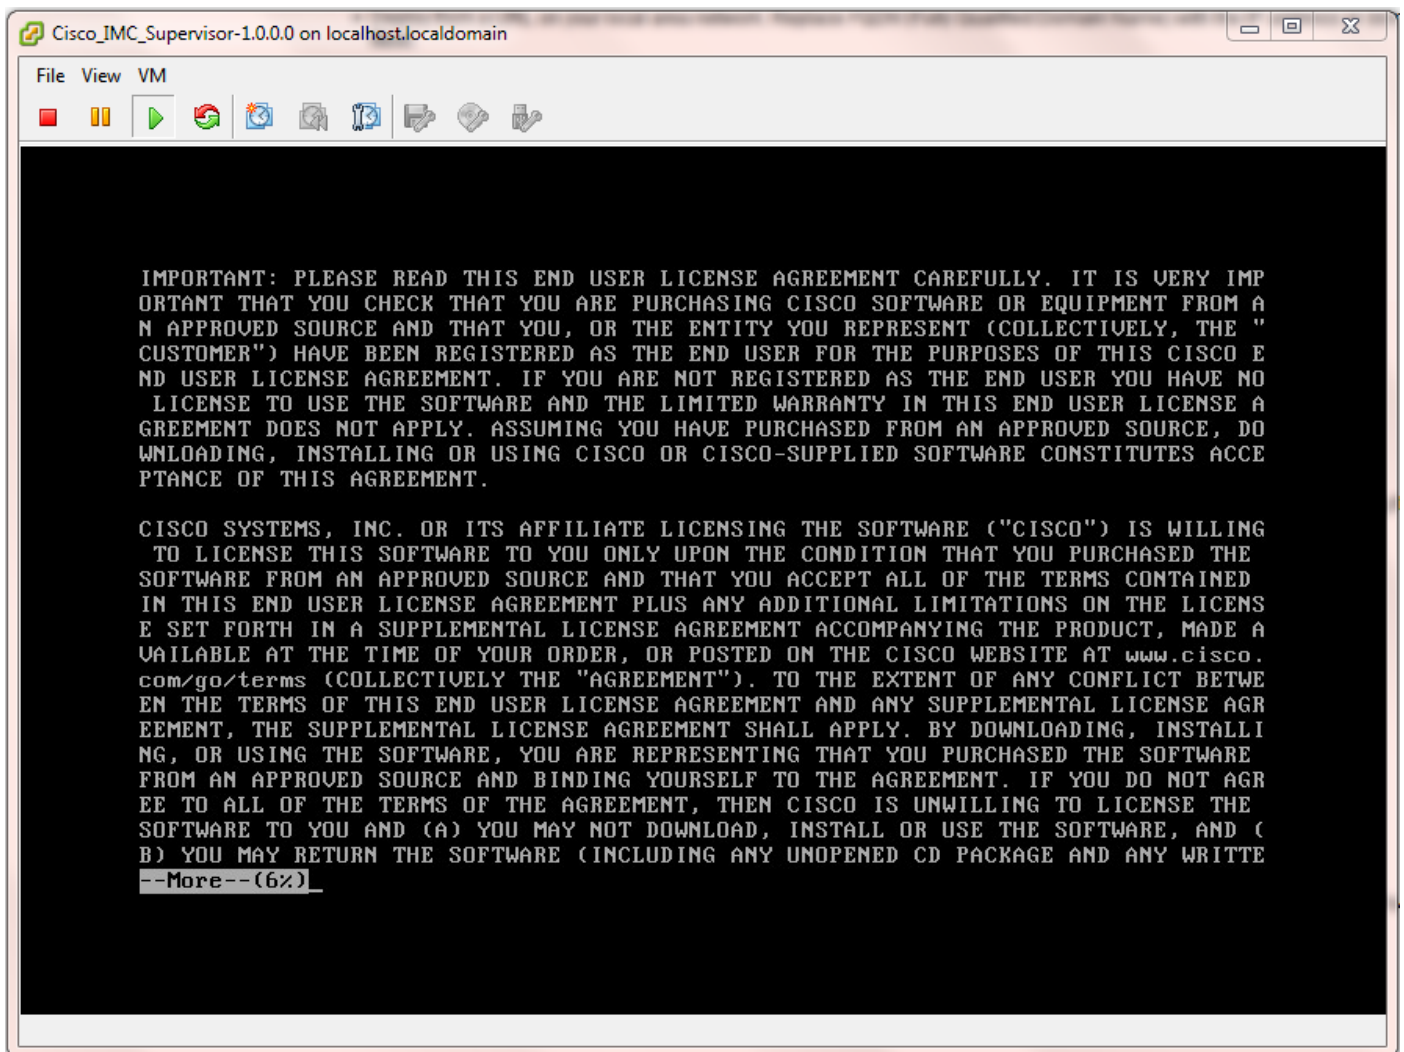 Cisco_IMC_Supervisor-1.0.0.0 on localhost.localdomain
File View VM
IMPORTANT: PLEASE READ THIS END USER LICENSE AGREEMENT CAREFULLY. IT IS VERY IMP
ORTANT THAT YOU CHECK THAT YOU ARE PURCHASING CISCO SOFTWARE OR EQUIPMENT FROM A
N APPROVED SOURCE AND THAT YOU, OR THE ENTITY YOU REPRESENT (COLLECTIVELY, THE "
CUSTOMER") HAVE BEEN REGISTERED AS THE END USER FOR THE PURPOSES OF THIS CISCO E
ND USER LICENSE AGREEMENT. IF YOU ARE NOT REGISTERED AS THE END USER YOU HAVE NO
LICENSE TO USE THE SOFTWARE AND THE LIMITED WARRANTY IN THIS END USER LICENSE A
GREEMENT DOES NOT APPLY. ASSUMING YOU HAVE PURCHASED FROM AN APPROVED SOURCE, DO
WNLOADING, INSTALLING OR USING CISCO OR CISCO-SUPPLIED SOFTWARE CONSTITUTES ACCE
PTANCE OF THIS AGREEMENT.
CISCO SYSTEMS, INC. OR ITS AFFILIATE LICENSING THE SOFTWARE ("CISCO") IS WILLING
TO LICENSE THIS SOFTWARE TO YOU ONLY UPON THE CONDITION THAT YOU PURCHASED THE
SOFTWARE FROM AN APPROVED SOURCE AND THAT YOU ACCEPT ALL OF THE TERMS CONTAINED
IN THIS END USER LICENSE AGREEMENT PLUS ANY ADDITIONAL LIMITATIONS ON THE LICENS
E SET FORTH IN A SUPPLEMENTAL LICENSE AGREEMENT ACCOMPANYING THE PRODUCT, MADE A
VAILABLE AT THE TIME OF YOUR ORDER, OR POSTED ON THE CISCO WEBSITE AT www.cisco.
com/go/terms (COLLECTIVELY THE "AGREEMENT"). TO THE EXTENT OF ANY CONFLICT BETWE
EN THE TERMS OF THIS END USER LICENSE AGREEMENT AND ANY SUPPLEMENTAL LICENSE AGR
EEMENT, THE SUPPLEMENTAL LICENSE AGREEMENT SHALL APPLY. BY DOWNLOADING, INSTALLI
NG, OR USING THE SOFTWARE, YOU ARE REPRESENTING THAT YOU PURCHASED THE SOFTWARE
FROM AN APPROVED SOURCE AND BINDING YOURSELF TO THE AGREEMENT. IF YOU DO NOT AGR
EE TO ALL OF THE TERMS OF THE AGREEMENT, THEN CISCO IS UNWILLING TO LICENSE THE
SOFTWARE TO YOU AND (A) YOU MAY NOT DOWNLOAD, INSTALL OR USE THE SOFTWARE, AND (
B) YOU MAY RETURN THE SOFTWARE (INCLUDING ANY UNOPENED CD PACKAGE AND ANY WRITTE
--More--(6%)_